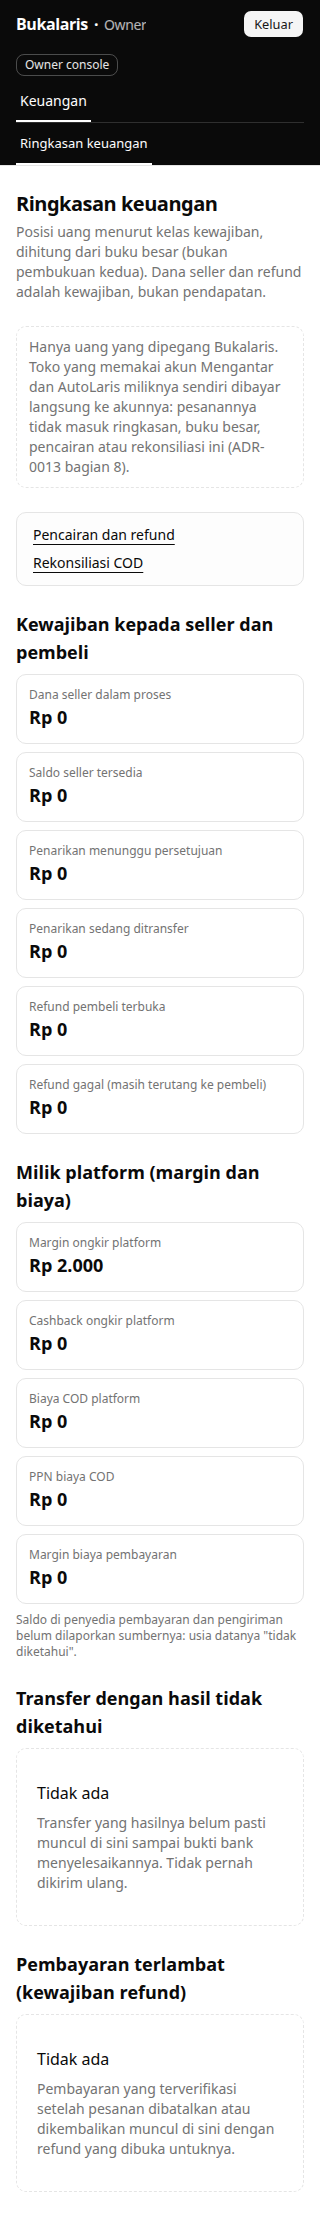 Bukalaris · Owner
Keluar
Owner console
Keuangan
Ringkasan keuangan
Ringkasan keuangan
Posisi uang menurut kelas kewajiban,
dihitung dari buku besar (bukan
pembukuan kedua). Dana seller dan refund
adalah kewajiban, bukan pendapatan.
Hanya uang yang dipegang Bukalaris.
Toko yang memakai akun Mengantar
dan AutoLaris miliknya sendiri dibayar
langsung ke akunnya: pesanannya
tidak masuk ringkasan, buku besar,
pencairan atau rekonsiliasi ini (ADR-
0013 bagian 8).
Pencairan dan refund
Rekonsiliasi COD
Kewajiban kepada seller dan
pembeli
Dana seller dalam proses
Rp 0
Saldo seller tersedia
Rp 0
Penarikan menunggu persetujuan
Rp 0
Penarikan sedang ditransfer
Rp 0
Refund pembeli terbuka
Rp 0
Refund gagal (masih terutang ke pembeli)
Rp 0
Milik platform (margin dan
biaya)
Margin ongkir platform
Rp 2.000
Cashback ongkir platform
Rp 0
Biaya COD platform
Rp 0
PPN biaya COD
Rp 0
Margin biaya pembayaran
Rp 0
Saldo di penyedia pembayaran dan pengiriman
belum dilaporkan sumbernya: usia datanya "tidak
diketahui".
Transfer dengan hasil tidak
diketahui
Tidak ada
Transfer yang hasilnya belum pasti
muncul di sini sampai bukti bank
menyelesaikannya. Tidak pernah
dikirim ulang.
Pembayaran terlambat
(kewajiban refund)
Tidak ada
Pembayaran yang terverifikasi
setelah pesanan dibatalkan atau
dikembalikan muncul di sini dengan
refund yang dibuka untuknya.